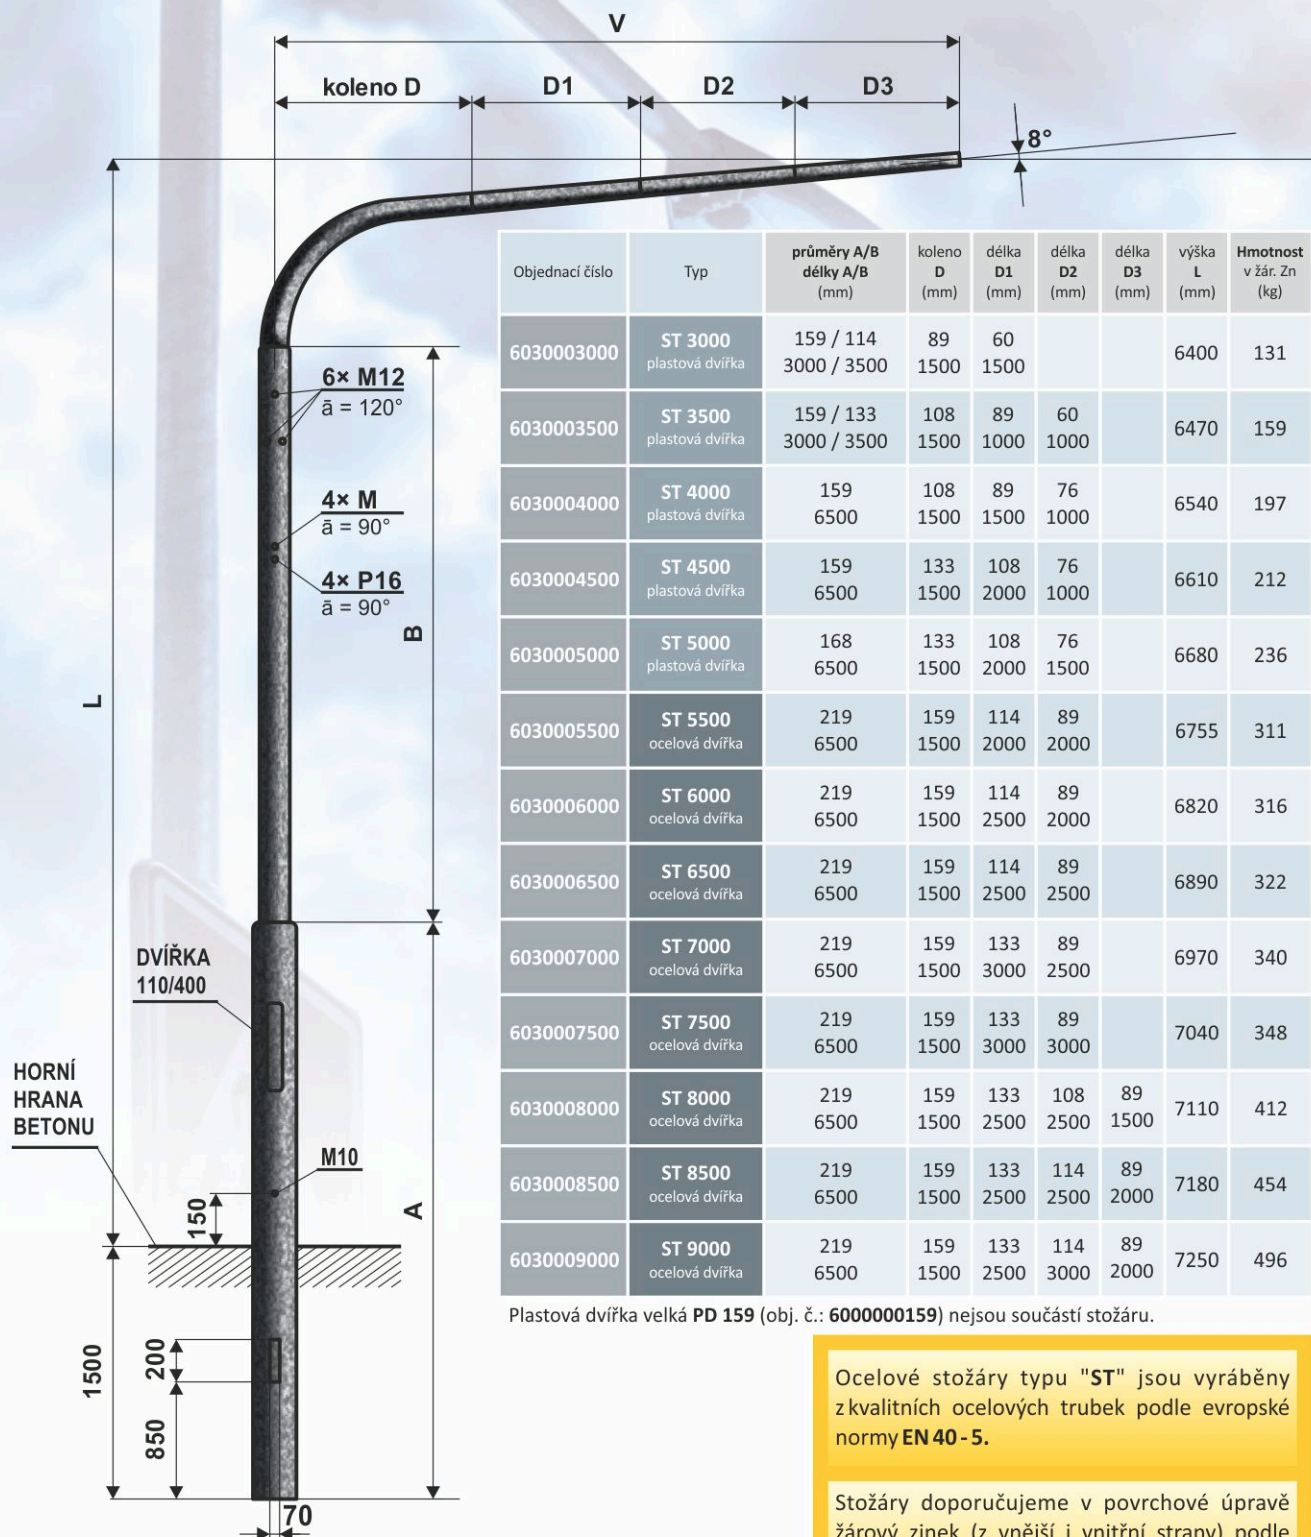 V
koleno D D1 D2 D3
8°
L
6× M12
ā = 120°
4× M
ā = 90°
4× P16
ā = 90°
B
DVÍŘKA
110/400
HORNÍ
HRANA
BETONU
M10
150
A
1500
200
850
70
Objednací číslo Typ průměry A/B délky A/B (mm) koleno D (mm) délka D1 (mm) délka D2 (mm) délka D3 (mm) výška L (mm) Hmotnost v žár. Zn (kg)
6030003000 ST 3000 159 / 114 89 60 6400 131
plastová dvířka 3000 / 3500 1500 1500
6030003500 ST 3500 159 / 133 108 89 60 6470 159
plastová dvířka 3000 / 3500 1500 1000 1000
6030004000 ST 4000 159 108 89 76 6540 197
plastová dvířka 6500 1500 1500 1000
6030004500 ST 4500 159 133 108 76 6610 212
plastová dvířka 6500 1500 2000 1000
6030005000 ST 5000 168 133 108 76 6680 236
plastová dvířka 6500 1500 2000 1500
6030005500 ST 5500 219 159 114 89 6755 311
ocelová dvířka 6500 1500 2000 2000
6030006000 ST 6000 219 159 114 89 6820 316
ocelová dvířka 6500 1500 2500 2000
6030006500 ST 6500 219 159 114 89 6890 322
ocelová dvířka 6500 1500 2500 2500
6030007000 ST 7000 219 159 133 89 6970 340
ocelová dvířka 6500 1500 3000 2500
6030007500 ST 7500 219 159 133 89 7040 348
ocelová dvířka 6500 1500 3000 3000
6030008000 ST 8000 219 159 133 108 89 7110 412
ocelová dvířka 6500 1500 2500 2500 1500
6030008500 ST 8500 219 159 133 114 89 7180 454
ocelová dvířka 6500 1500 2500 2500 2000
6030009000 ST 9000 219 159 133 114 89 7250 496
ocelová dvířka 6500 1500 2500 3000 2000
Plastová dvířka velká PD 159 (obj. č.: 6000000159) nejsou součástí stožáru.
Ocelové stožáry typu "ST" jsou vyráběny
z kvalitních ocelových trubek podle evropské
normy EN 40 - 5.
Stožáry doporučujeme v povrchové úpravě
žárový zinek (z vnější i vnitřní strany) podle